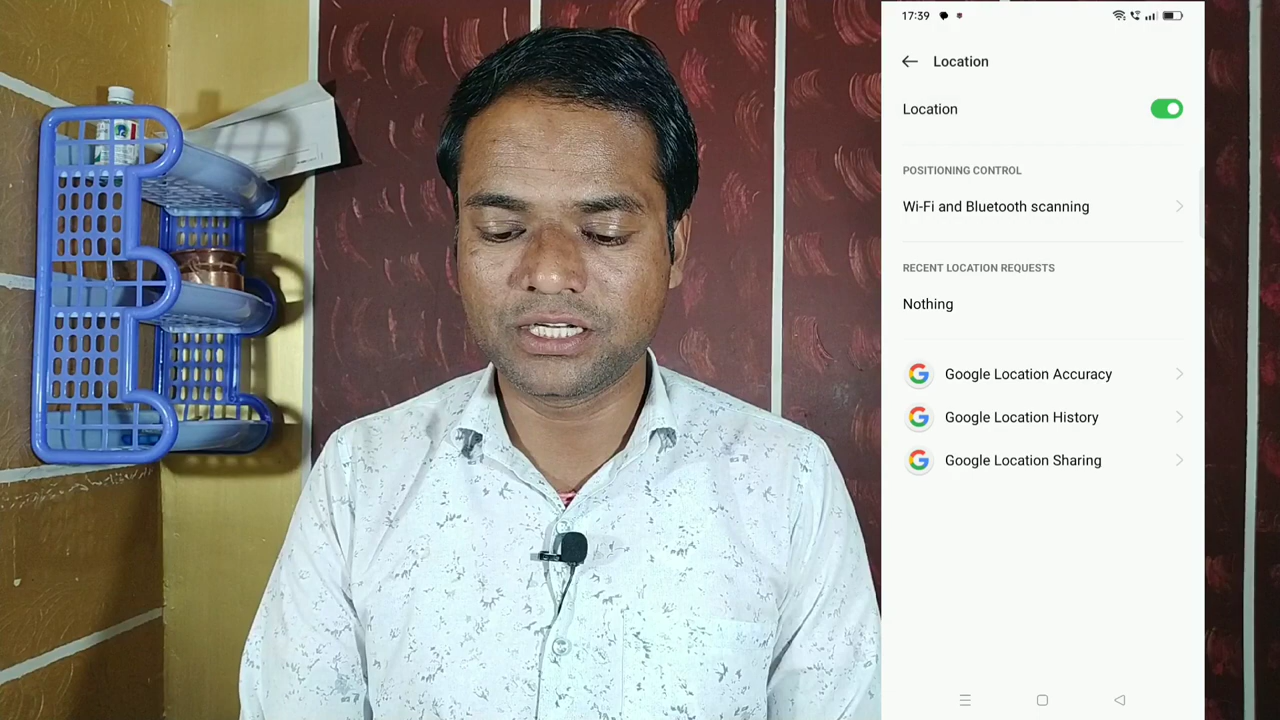 17:39
Location
Location
POSITIONING CONTROL
Wi-Fi and Bluetooth scanning
RECENT LOCATION REQUESTS
Nothing
Google Location Accuracy
Google Location History
Google Location Sharing